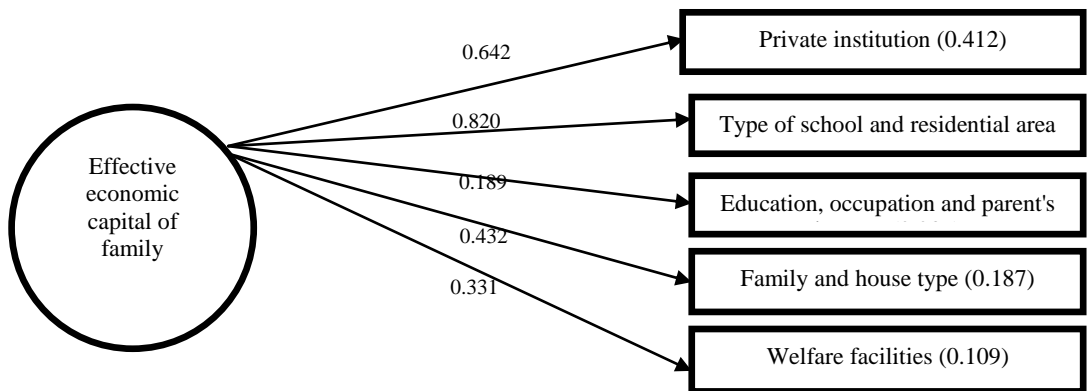 Private institution (0.412)
0.642
0.820
Type of school and residential area
Effective
economic
capital of
family
0.189
Education, occupation and parent's
0.432
Family and house type (0.187)
0.331
Welfare facilities (0.109)